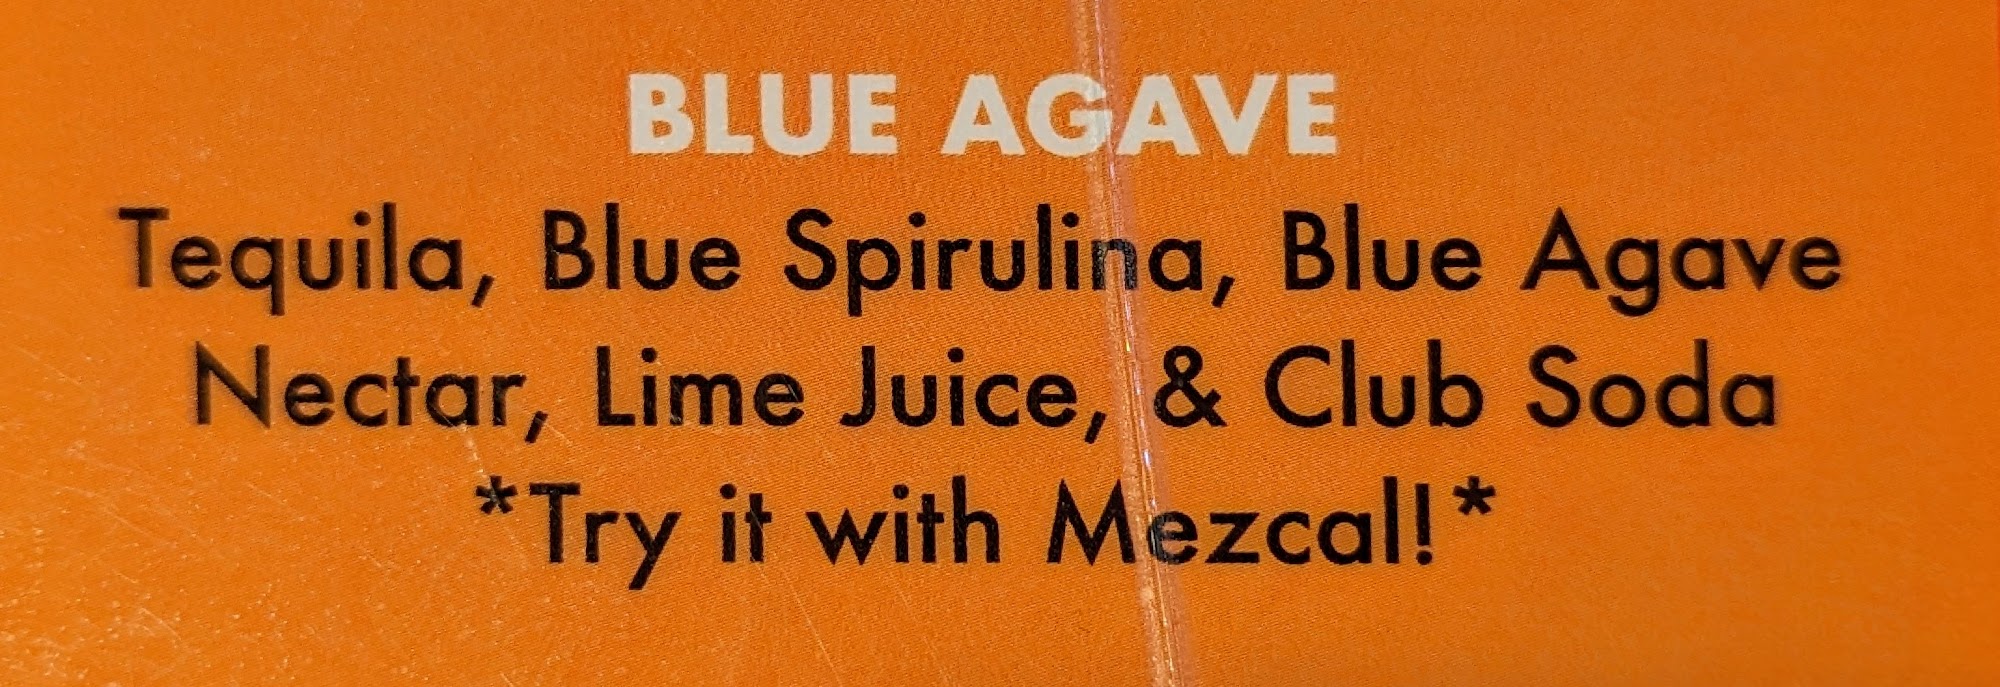 BLUE AGAVE
Tequila, Blue Spirulina, Blue Agave
Nectar, Lime Juice, & Club Soda
*Try it with Mezcal!*